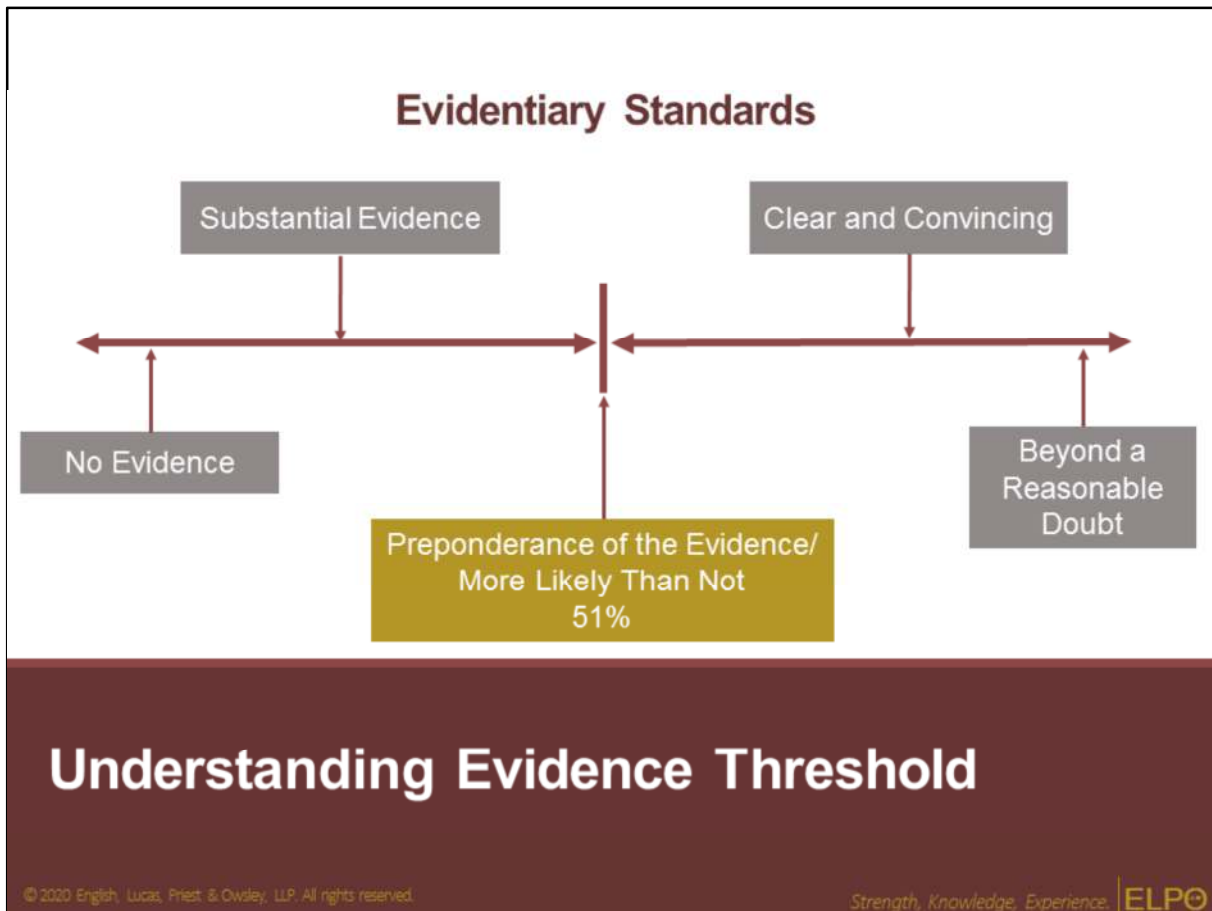 Evidentiary Standards
Substantial Evidence
Clear and Convincing
No Evidence
Beyond a
Reasonable
Doubt
Preponderance of the Evidence/
More Likely Than Not
51%
Understanding Evidence Threshold
© 2020 English, Lucas, Priest & Owsley, LLP. All rights reserved.
Strength, Knowledge, Experience.
ELPO